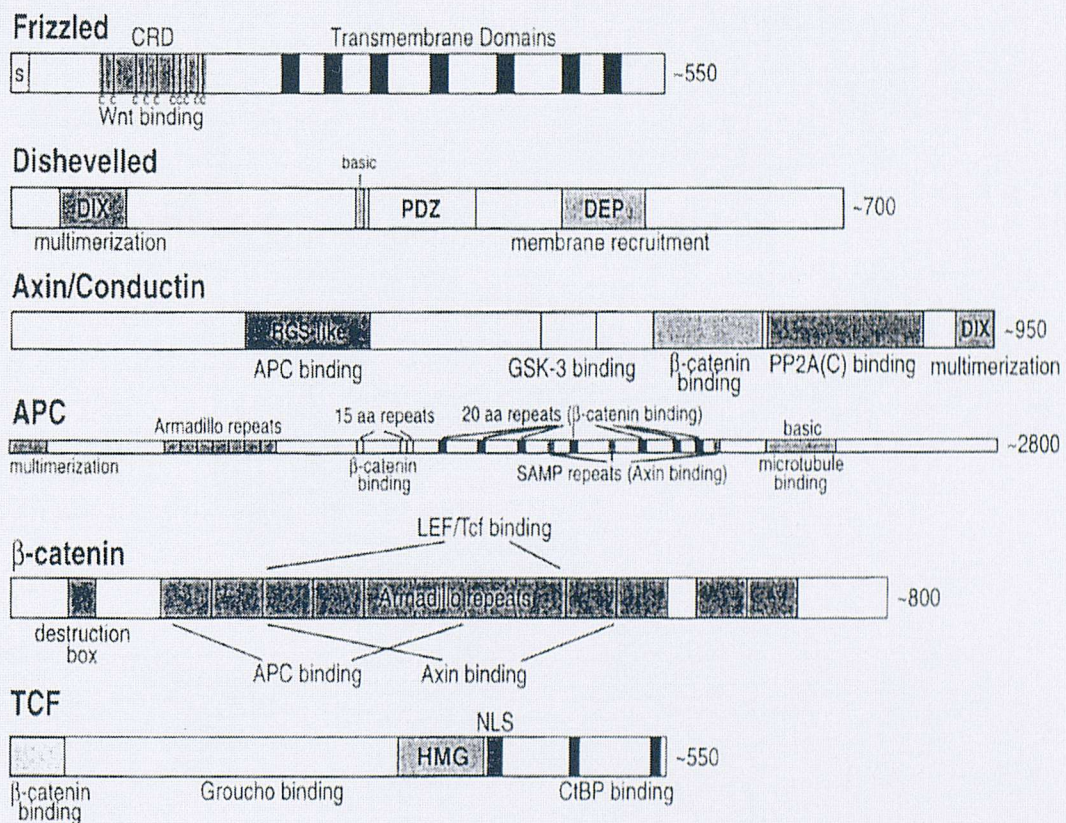 Frizzled
CRD
Transmembrane Domains
S
~550
c c c c c c c c c c
Wnt binding
Dishevelled
basic
DIX
PDZ
DEP
~700
multimerization
membrane recruitment
Axin/Conductin
RGS-like
DIX
~950
APC binding
GSK-3 binding
β-catenin
binding
PP2A(C) binding
multimerization
APC
Armadillo repeats
15 aa repeats
20 aa repeats (β-catenin binding)
basic
~2800
multimerization
β-catenin
binding
SAMP repeats (Axin binding)
microtubule
binding
LEF/Tcf binding
β-catenin
Armadillo repeats
~800
destruction
box
APC binding
Axin binding
TCF
NLS
HMG
~550
β-catenin
binding
Groucho binding
CtBP binding